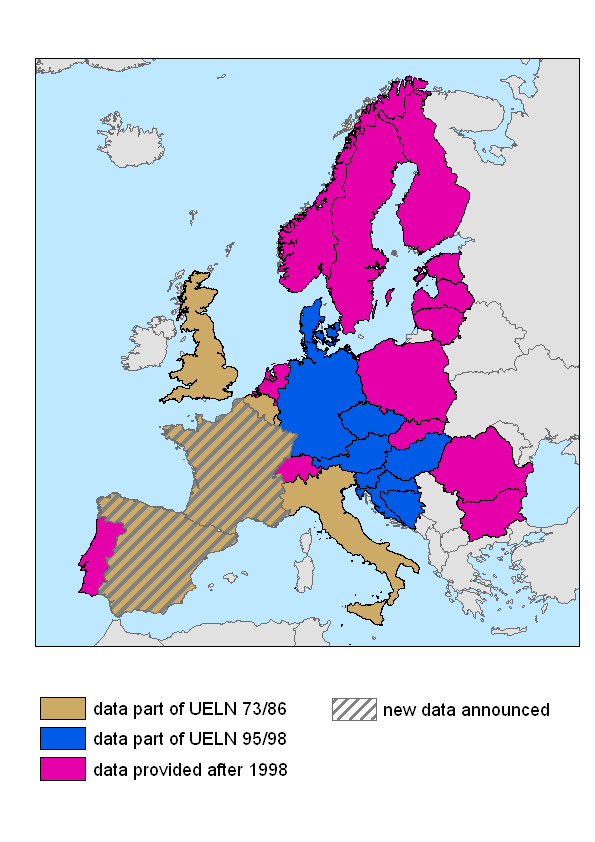 data part of UELN 73/86
new data announced
data part of UELN 95/98
data provided after 1998